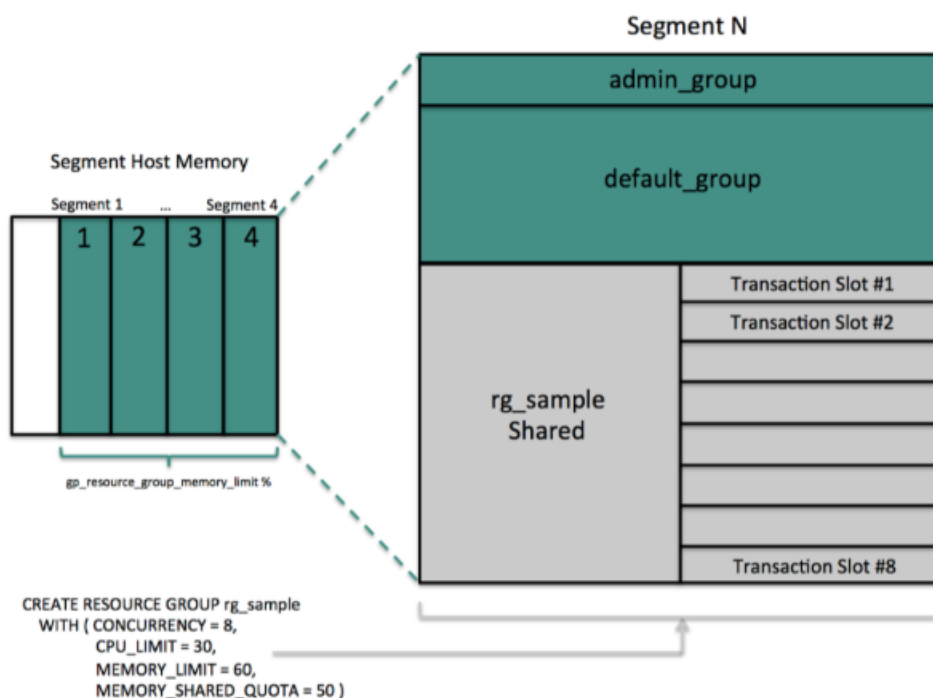 Segment N
admin_group
default_group
Segment Host Memory
Segment 1 ... Segment 4
1 2 3 4
gp_resource_group_memory_limit %
rg_sample
Shared
Transaction Slot #1
Transaction Slot #2
Transaction Slot #8
CREATE RESOURCE GROUP rg_sample
WITH ( CONCURRENCY = 8,
CPU_LIMIT = 30,
MEMORY_LIMIT = 60,
MEMORY_SHARED_QUOTA = 50 )